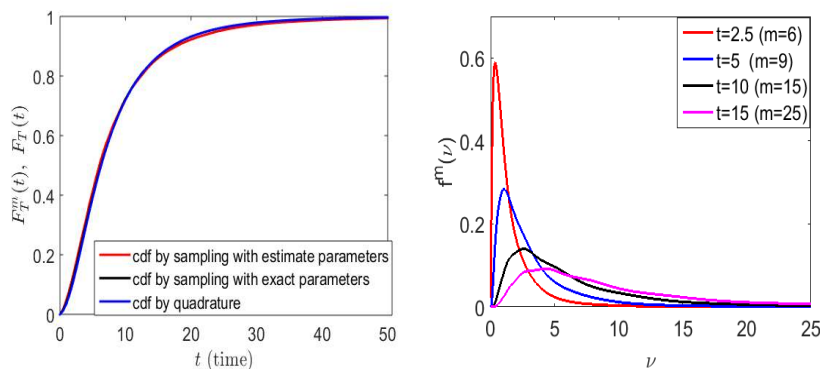 1
0.8
0.6
0.4
0.2
0
0 10 20 30 40 50
t (time)
F_T^m(t), F_T(t)
cdf by sampling with estimate parameters
cdf by sampling with exact parameters
cdf by quadrature
0.6
0.4
0.2
0
0 5 10 15 20 25
ν
f^m(ν)
t=2.5 (m=6)
t=5 (m=9)
t=10 (m=15)
t=15 (m=25)